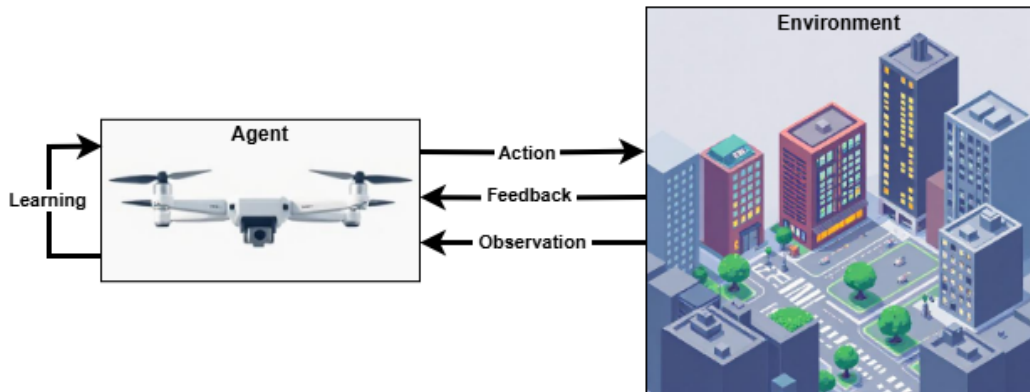 Environment
Agent
Action
Learning
Feedback
Observation